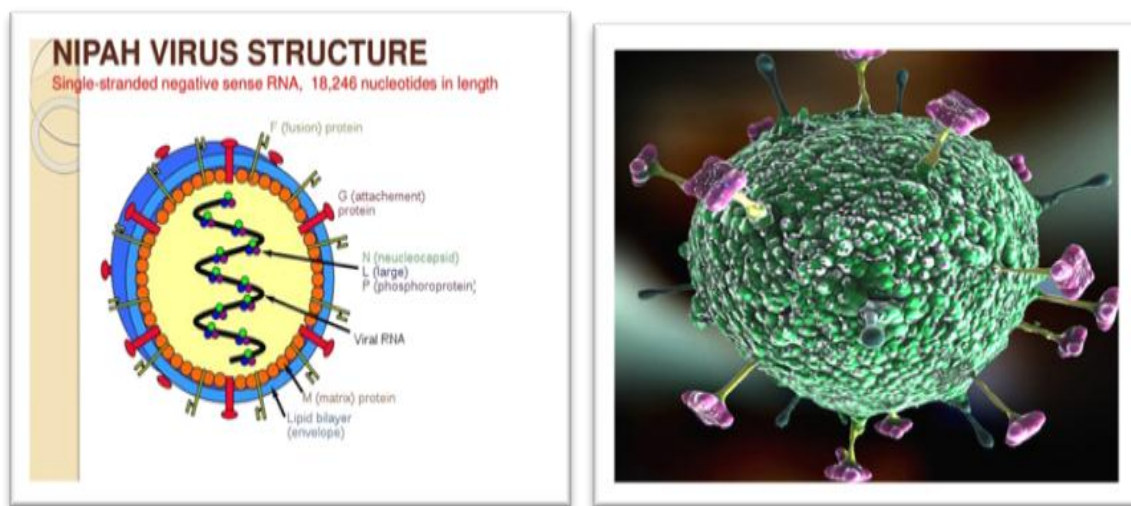 NIPAH VIRUS STRUCTURE
Single-stranded negative sense RNA, 18,246 nucleotides in length
F (fusion) protein
G (attachement)
protein
N (neucleocapsid)
L (large)
P (phosphoroprotein)
Viral RNA
M (matrix) protein
Lipid bilayer
(envelope)